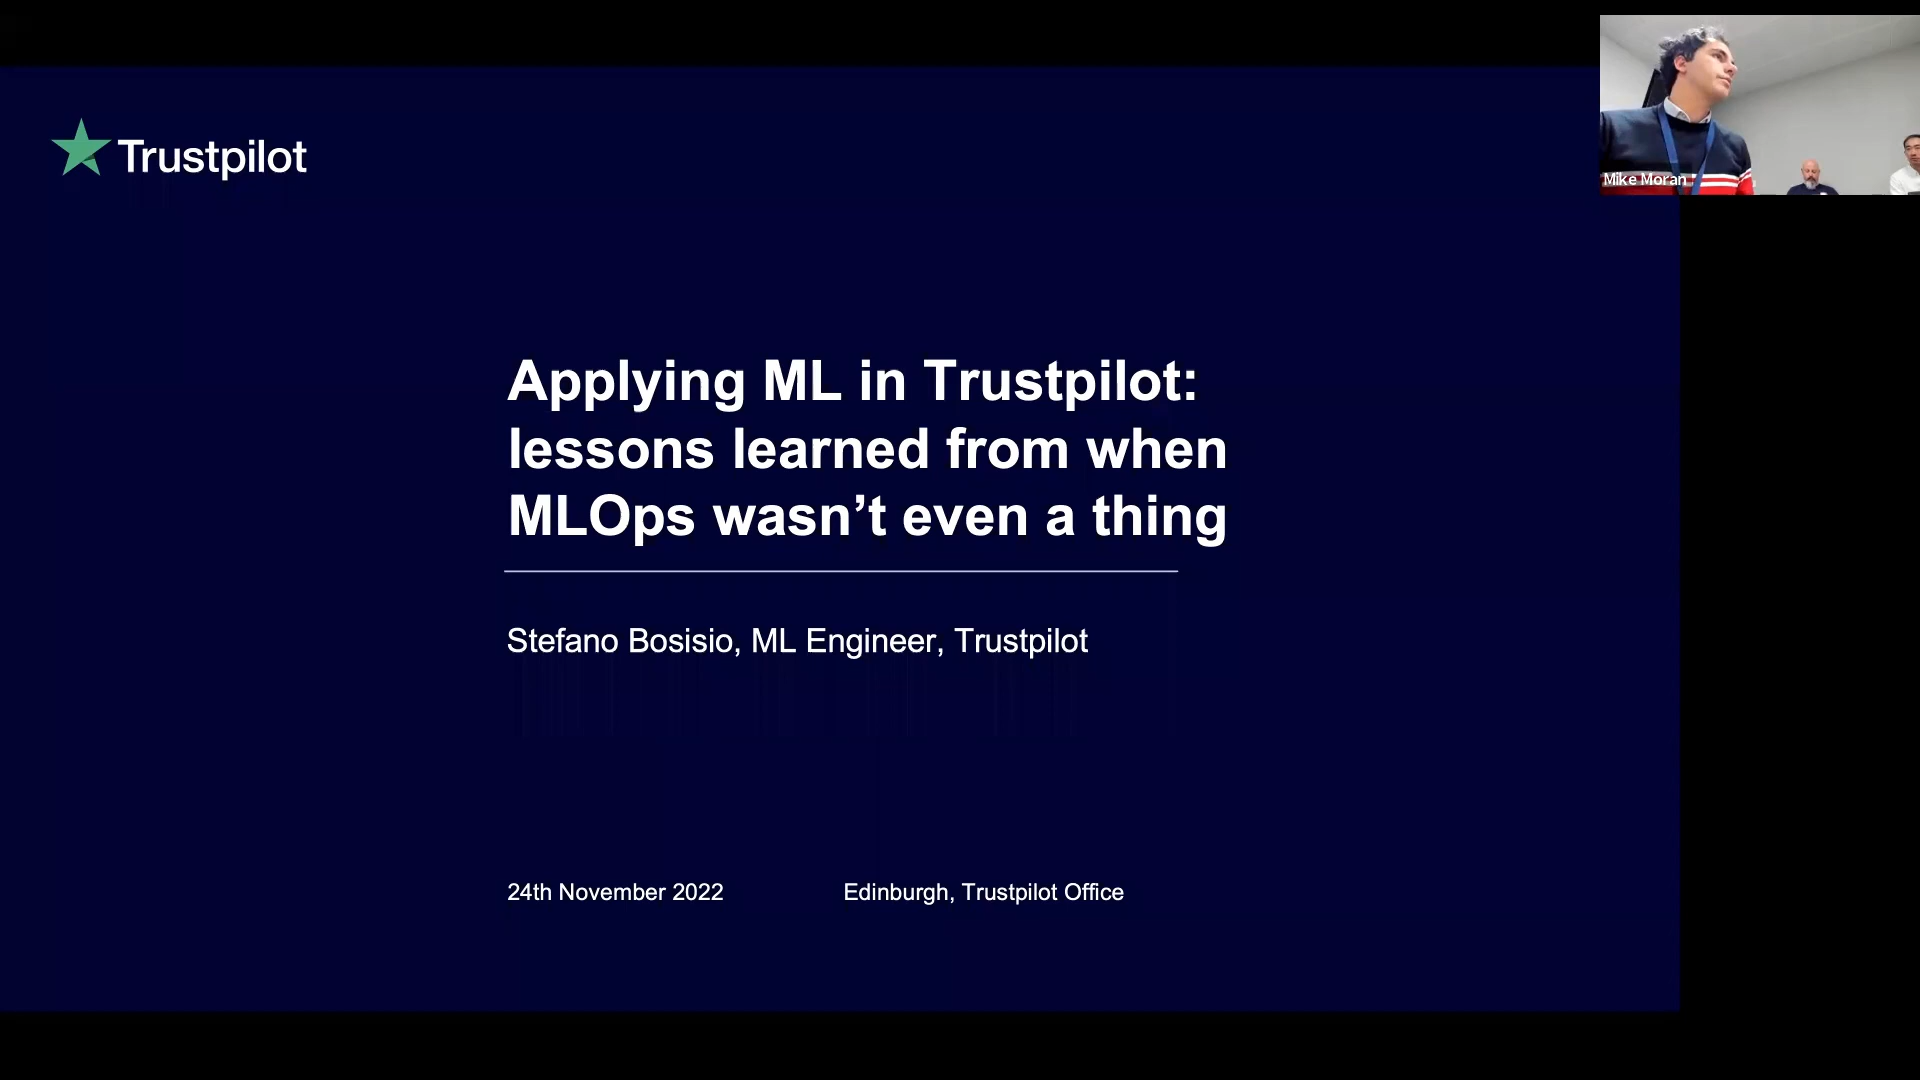 Trustpilot
Mike Moran
Applying ML in Trustpilot:
lessons learned from when
MLOps wasn’t even a thing
Stefano Bosisio, ML Engineer, Trustpilot
24th November 2022
Edinburgh, Trustpilot Office